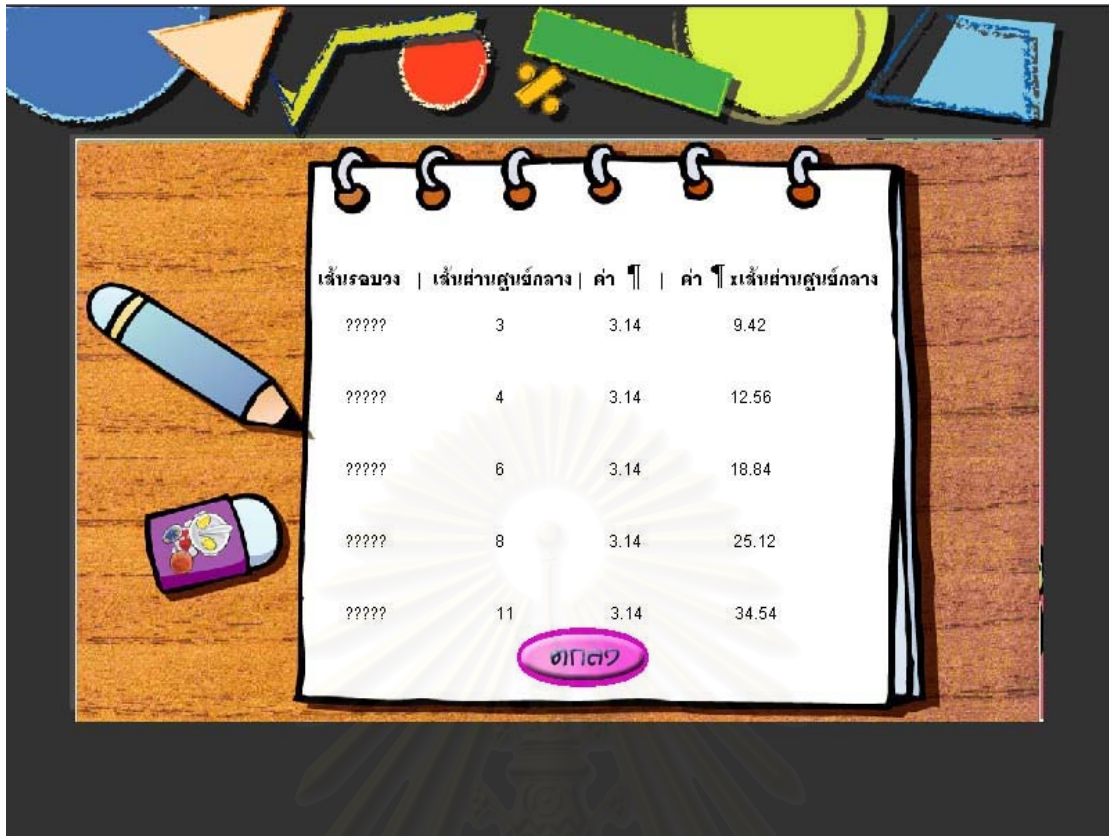 เส้นรอบวง | เส้นผ่านศูนย์กลาง | ค่า ¶ | ค่า ¶ xเส้นผ่านศูนย์กลาง
????? 3 3.14 9.42
????? 4 3.14 12.56
????? 6 3.14 18.84
????? 8 3.14 25.12
????? 11 3.14 34.54
ตกลง